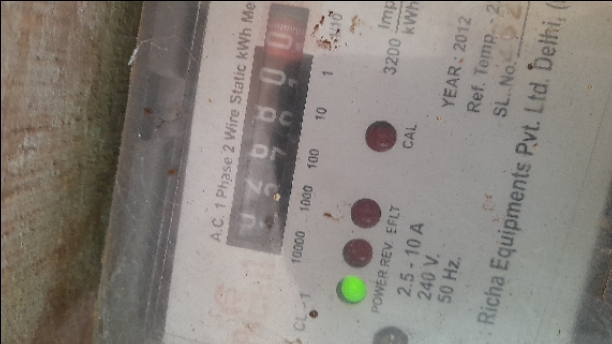 A.C. 1 Phase 2 Wire Static kWh Me
10000 1000 100 10 1
3200 Imp
kWh
CAL
POWER REV. EFLT
CL - 1
2.5 - 10 A
240 V.
50 Hz.
YEAR : 2012
Ref. Temp. - 2
SL. No.
Richa Equipments Pvt. Ltd. Delhi, (